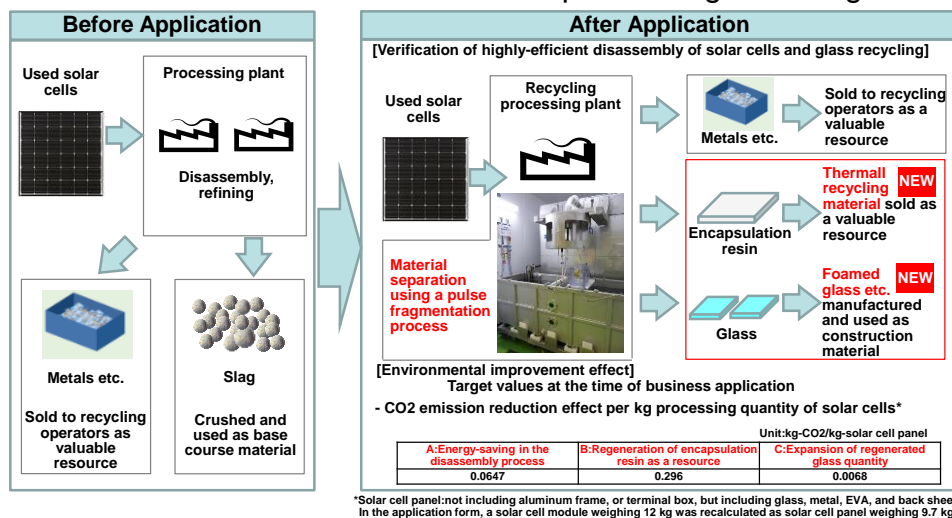 Before Application
Used solar
cells
Processing plant
Disassembly,
refining
Metals etc.
Sold to recycling
operators as
valuable
resource
Slag
Crushed and
used as base
course material
After Application
[Verification of highly-efficient disassembly of solar cells and glass recycling]
Used solar
cells
Recycling
processing plant
Material
separation
using a pulse
fragmentation
process
Metals etc.
Sold to recycling
operators as a
valuable
resource
Encapsulation
resin
Thermall
recycling
material sold as
a valuable
resource
NEW
Glass
Foamed
glass etc.
manufactured
and used as
construction
material
NEW
[Environmental improvement effect]
Target values at the time of business application
- CO2 emission reduction effect per kg processing quantity of solar cells*
Unit:kg-CO2/kg-solar cell panel
A:Energy-saving in the
disassembly process
B:Regeneration of encapsulation
resin as a resource
C:Expansion of regenerated
glass quantity
0.0647
0.296
0.0068
*Solar cell panel:not including aluminum frame, or terminal box, but including glass, metal, EVA, and back shee
In the application form, a solar cell module weighing 12 kg was recalculated as solar cell panel weighing 9.7 kg